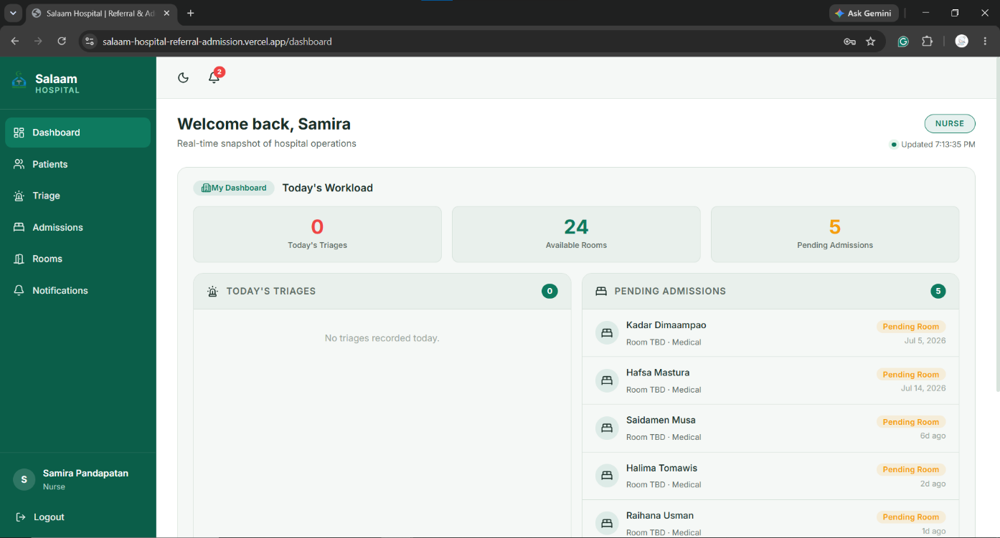 Salaam Hospital | Referral & Ad
Ask Gemini
salaam-hospital-referral-admission.vercel.app/dashboard
Salaam
HOSPITAL
2
Dashboard
Patients
Triage
Admissions
Rooms
Notifications
S
Samira Pandapatan
Nurse
Logout
Welcome back, Samira
NURSE
Real-time snapshot of hospital operations
Updated 7:13:35 PM
My Dashboard Today's Workload
0
Today's Triages
24
Available Rooms
5
Pending Admissions
TODAY'S TRIAGES 0
No triages recorded today.
PENDING ADMISSIONS 5
Kadar Dimaampao Pending Room
Room TBD · Medical Jul 5, 2026
Hafsa Mastura Pending Room
Room TBD · Medical Jul 14, 2026
Saidamen Musa Pending Room
Room TBD · Medical 6d ago
Halima Tomawis Pending Room
Room TBD · Medical 2d ago
Raihana Usman Pending Room
Room TBD · Medical 1d ago